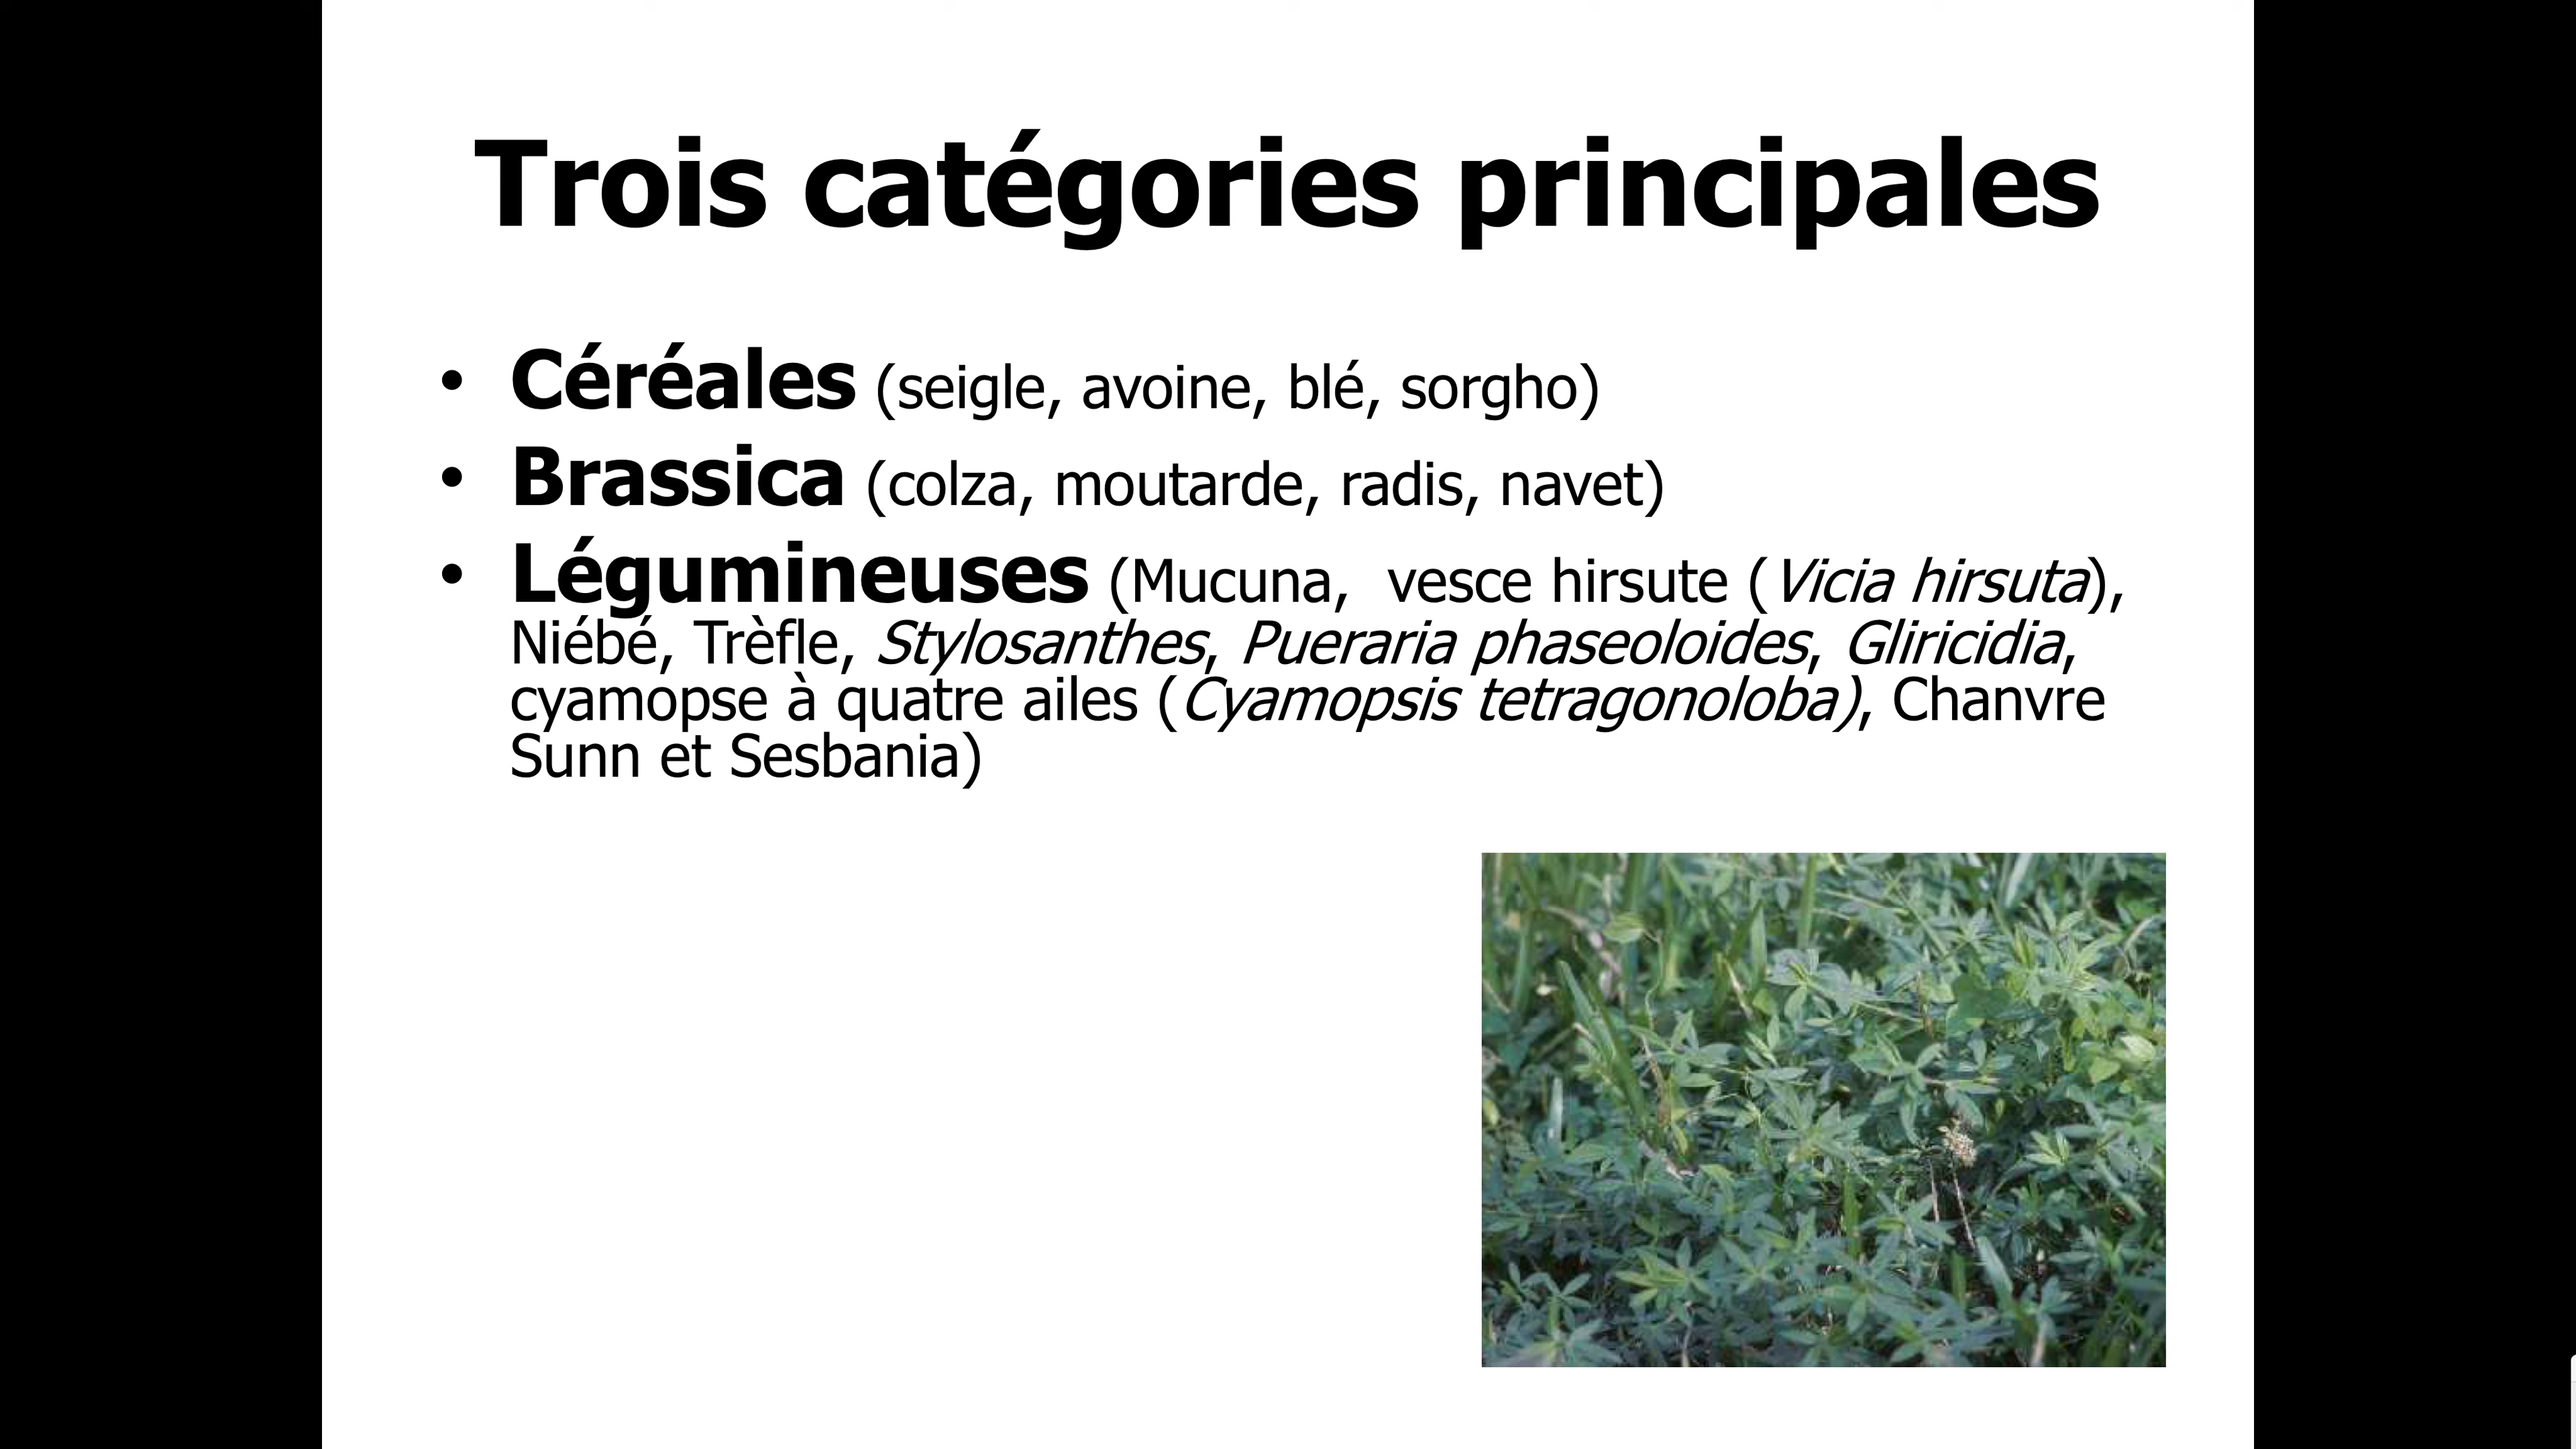 Trois catégories principales
• Céréales (seigle, avoine, blé, sorgho)
• Brassica (colza, moutarde, radis, navet)
• Légumineuses (Mucuna,  vesce hirsute (Vicia hirsuta),
Niébé, Trèfle, Stylosanthes, Pueraria phaseoloides, Gliricidia,
cyamopse à quatre ailes (Cyamopsis tetragonoloba), Chanvre
Sunn et Sesbania)